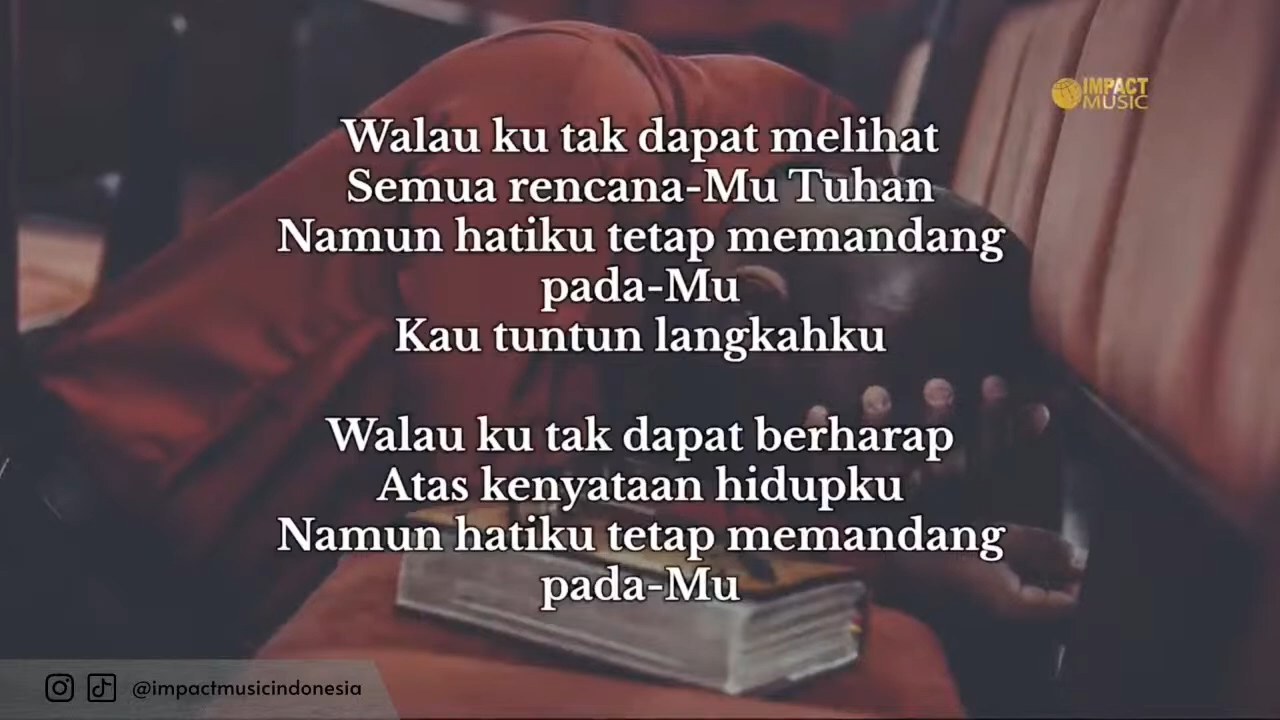 IMPACT
MUSIC
Walau ku tak dapat melihat
Semua rencana-Mu Tuhan
Namun hatiku tetap memandang
pada-Mu
Kau tuntun langkahku
Walau ku tak dapat berharap
Atas kenyataan hidupku
Namun hatiku tetap memandang
pada-Mu
@impactmusicindonesia